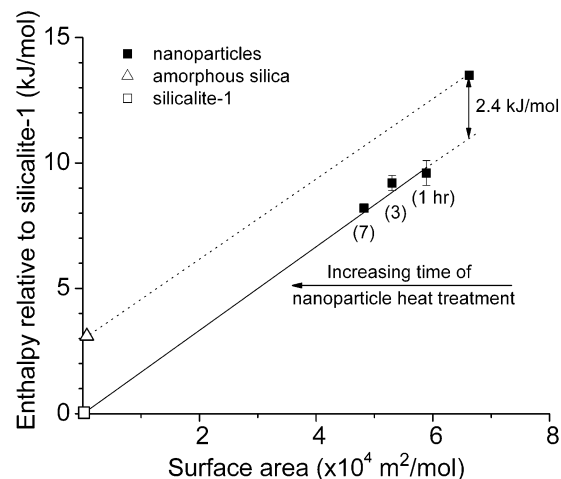 15
10
5
0
Enthalpy relative to silicalite-1 (kJ/mol)
nanoparticles
amorphous silica
silicalite-1
2.4 kJ/mol
(1 hr)
(3)
(7)
Increasing time of
nanoparticle heat treatment
2 4 6 8
Surface area (x10⁴ m²/mol)